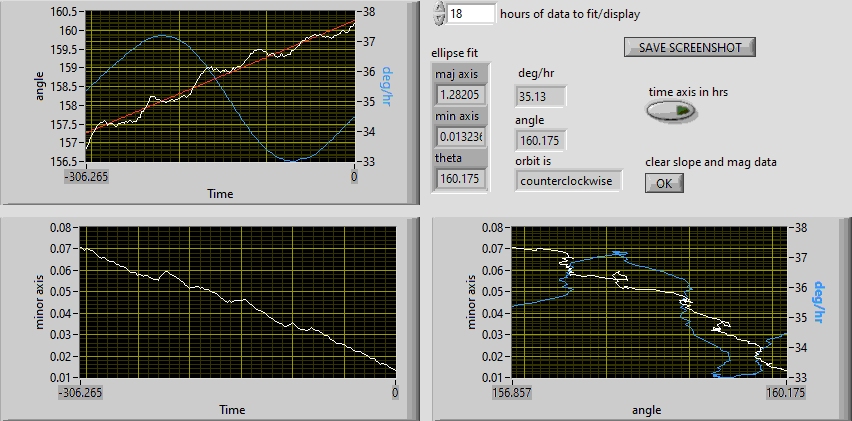 160.5
160
159.5
159
158.5
158
157.5
157
156.5
angle
38
37
36
35
34
33
deg/hr
-306.265
0
Time
18 hours of data to fit/display
SAVE SCREENSHOT
ellipse fit
maj axis
1.28205
min axis
0.013236
theta
160.175
deg/hr
35.13
angle
160.175
orbit is
counterclockwise
time axis in hrs
clear slope and mag data
OK
0.08
0.07
0.06
0.05
0.04
0.03
0.02
0.01
minor axis
-306.265
0
Time
0.08
0.07
0.06
0.05
0.04
0.03
0.02
0.01
minor axis
38
37
36
35
34
33
deg/hr
156.857
160.175
angle